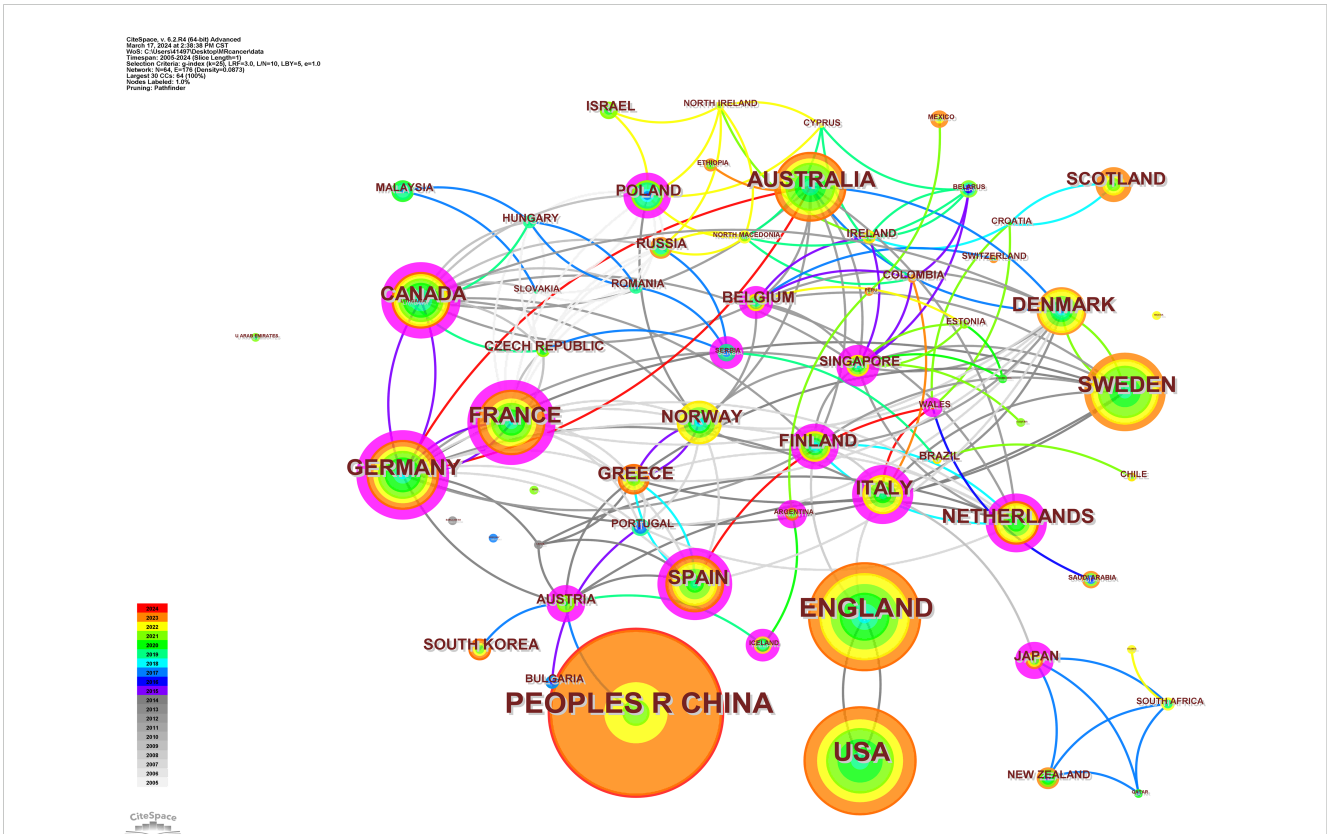 CiteSpace, v. 6.2.R4 (64-bit) Advanced
March 17, 2024 at 2:38:38 PM CST
WoS: C:\Users\41497\Desktop\MRcancer\data
Timespan: 2005-2024 (Slice Length=1)
Selection Criteria: g-index (k=25), LRF=3.0, L/N=10, LBY=5, e=1.0
Network: N=64, E=176 (Density=0.0873)
Largest 30 CCs: 64 (100%)
Nodes Labeled: 1.0%
Pruning: Pathfinder
ISRAEL
NORTH IRELAND
CYPRUS
MEXICO
ETHIOPIA
MALAYSIA
POLAND
AUSTRALIA
BELARUS
SCOTLAND
HUNGARY
CROATIA
RUSSIA
NORTH MACEDONIA
IRELAND
SWITZERLAND
COLOMBIA
SLOVAKIA
ROMANIA
PERU
CANADA
BELGIUM
DENMARK
ESTONIA
U ARAB EMIRATES
CZECH REPUBLIC
SERBIA
SINGAPORE
SWEDEN
FRANCE
NORWAY
WALES
FINLAND
GERMANY
GREECE
BRAZIL
CHILE
ITALY
ARGENTINA
NETHERLANDS
PORTUGAL
SPAIN
SAUDI ARABIA
AUSTRIA
ENGLAND
SOUTH KOREA
ICELAND
JAPAN
BULGARIA
PEOPLES R CHINA
SOUTH AFRICA
USA
NEW ZEALAND
QATAR
2024
2023
2022
2021
2020
2019
2018
2017
2016
2015
2014
2013
2012
2011
2010
2009
2008
2007
2006
2005
CiteSpace